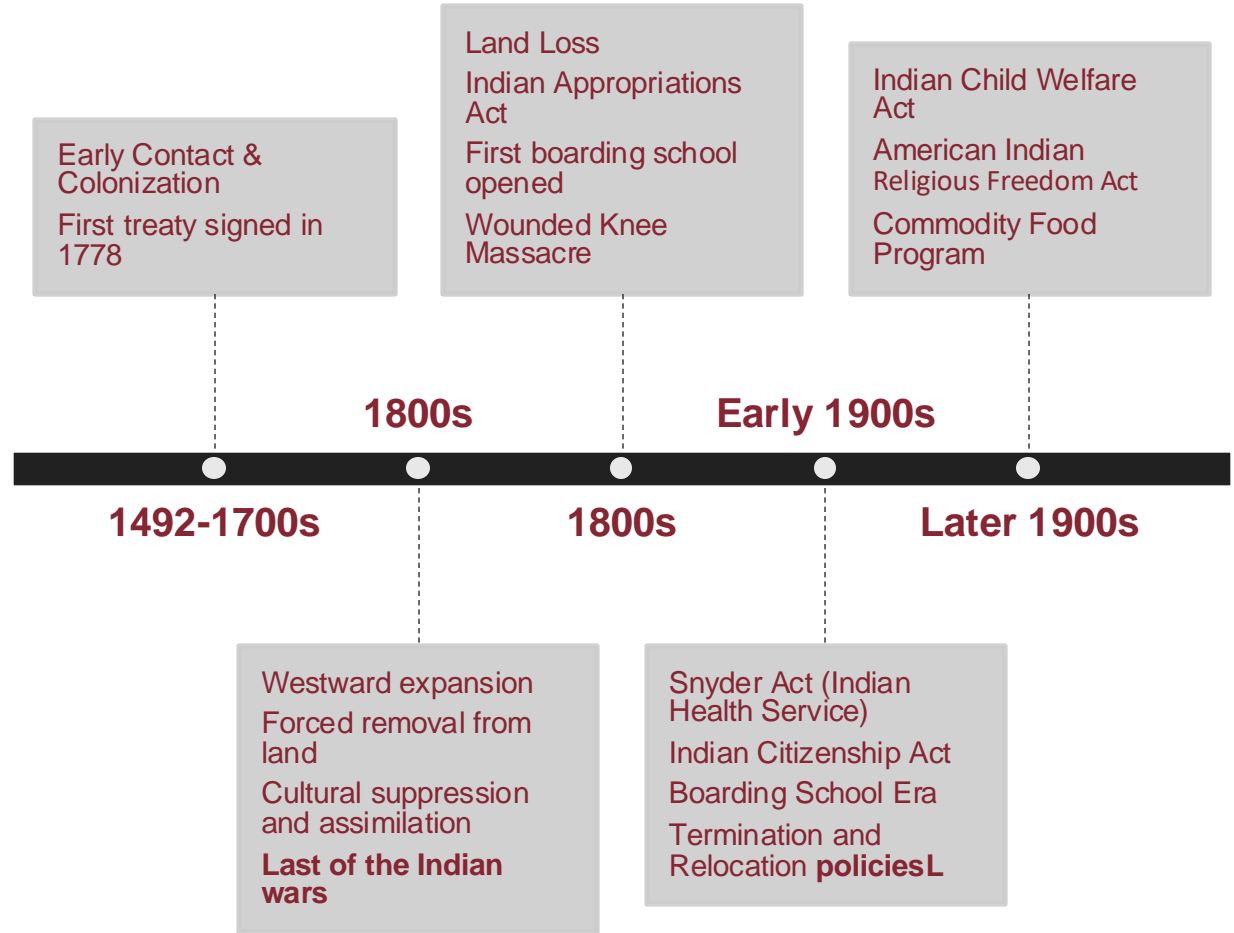 Early Contact &
Colonization
First treaty signed in
1778
1492-1700s
1800s
Westward expansion
Forced removal from
land
Cultural suppression
and assimilation
Last of the Indian
wars
Land Loss
Indian Appropriations
Act
First boarding school
opened
Wounded Knee
Massacre
1800s
Early 1900s
Snyder Act (Indian
Health Service)
Indian Citizenship Act
Boarding School Era
Termination and
Relocation policiesL
Indian Child Welfare
Act
American Indian
Religious Freedom Act
Commodity Food
Program
Later 1900s